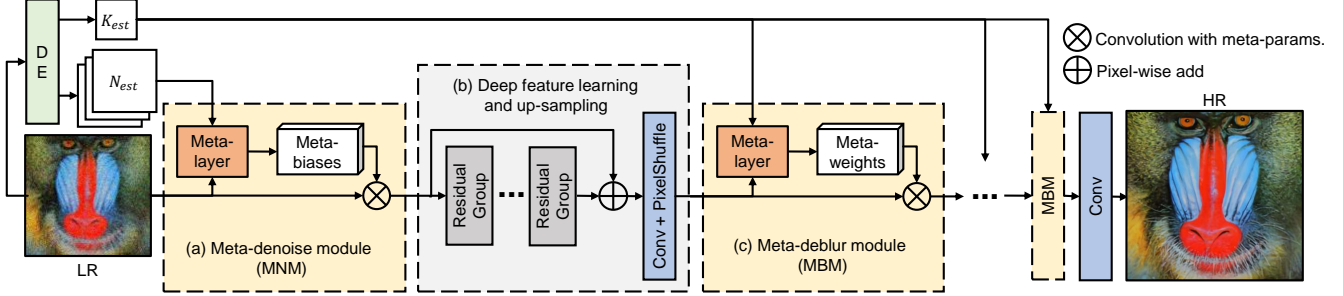 D
E
K_est
N_est
LR
Meta-
layer
Meta-
biases
(a) Meta-denoise module
(MNM)
(b) Deep feature learning
and up-sampling
Residual
Group
Residual
Group
Conv + PixelShuffle
Meta-
layer
Meta-
weights
(c) Meta-deblur module
(MBM)
MBM
Conv
Convolution with meta-params.
Pixel-wise add
HR